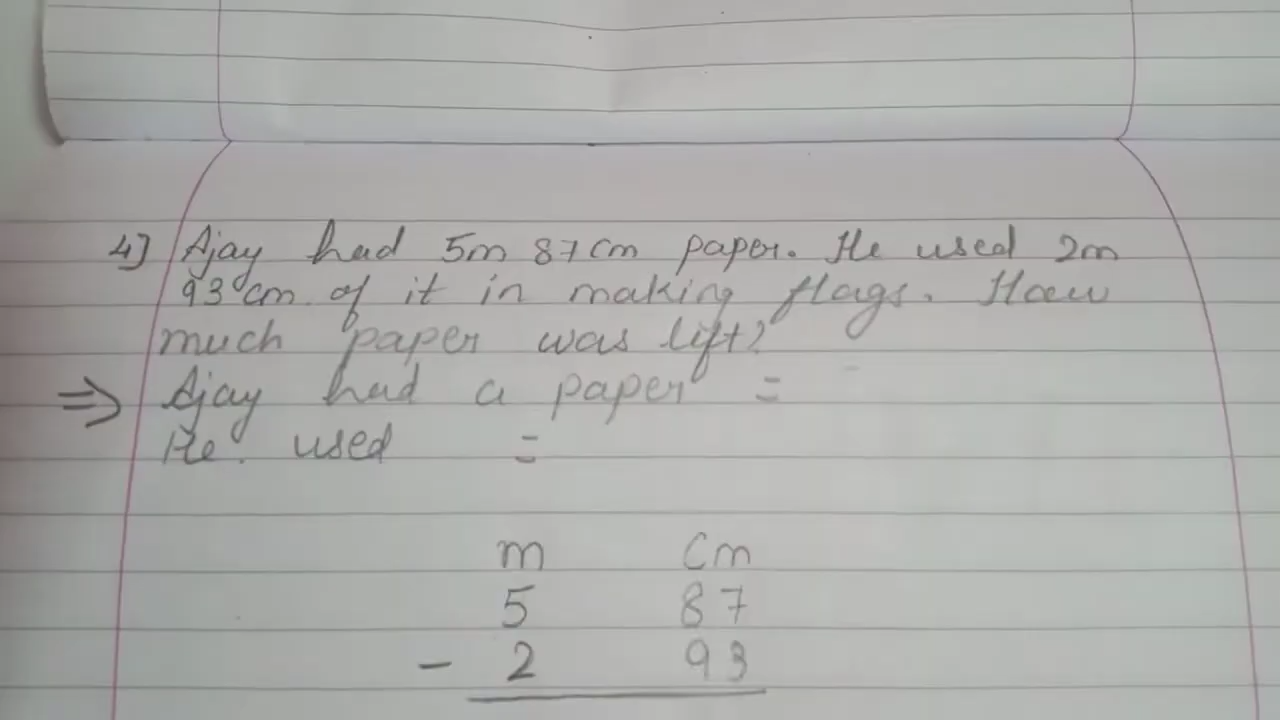 4] Ajay had 5m 87cm paper. He used 2m
93cm of it in making flags. How
much paper was lift?
⇒ Ajay had a paper =
He used =
m Cm
5 87
- 2 93